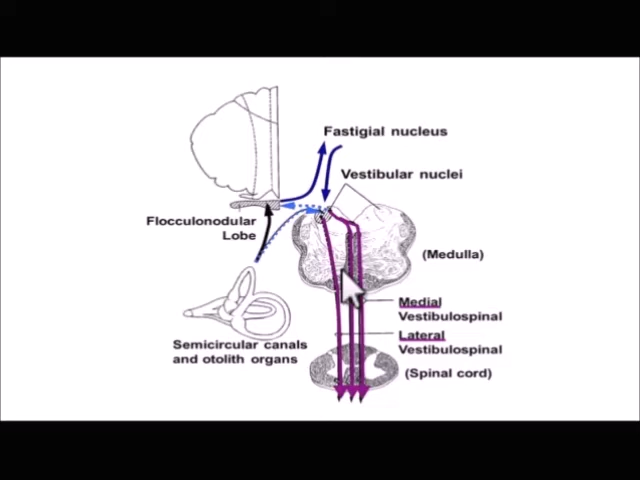 Fastigial nucleus
Vestibular nuclei
Flocculonodular
Lobe
(Medulla)
Medial
Vestibulospinal
Lateral
Vestibulospinal
Semicircular canals
and otolith organs
(Spinal cord)